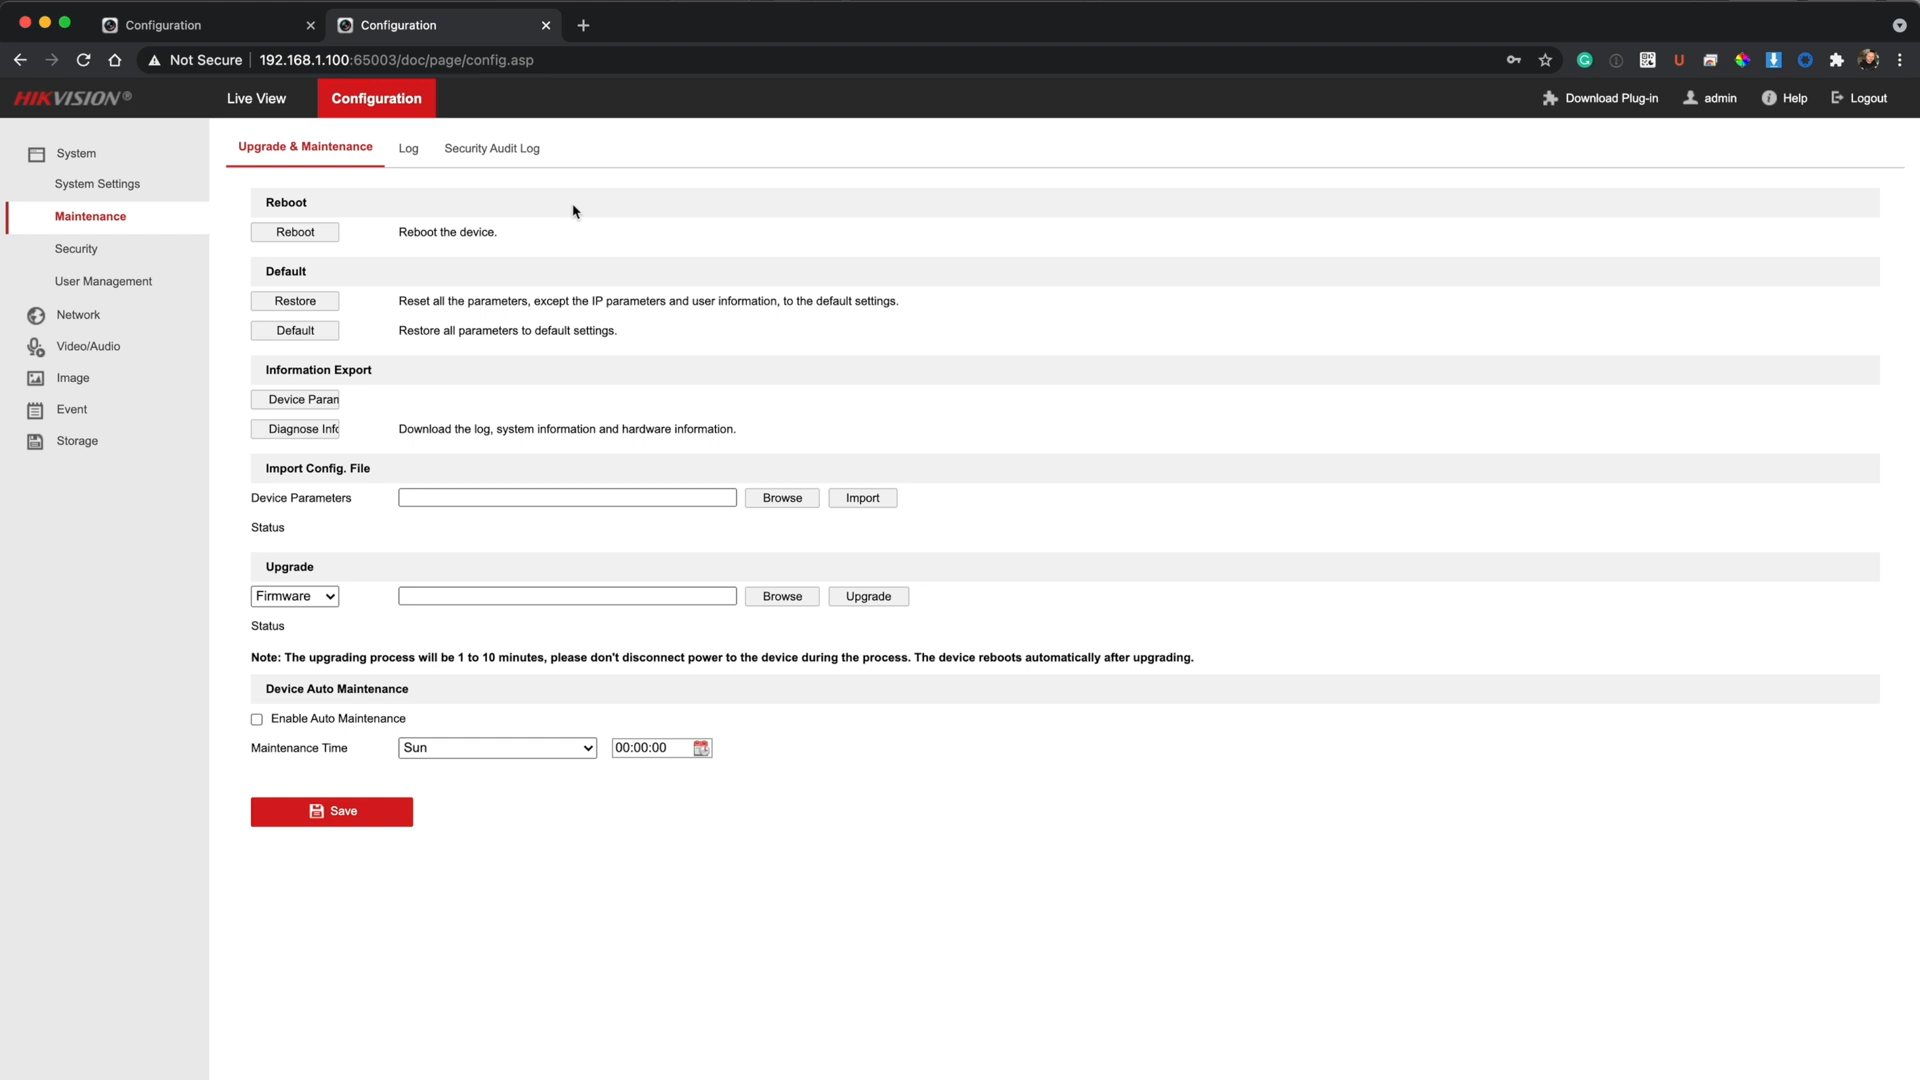 Configuration
Configuration
Not Secure 192.168.1.100:65003/doc/page/config.asp
HIKVISION® Live View Configuration Download Plug-in admin Help Logout
System
System Settings
Maintenance
Security
User Management
Network
Video/Audio
Image
Event
Storage
Upgrade & Maintenance Log Security Audit Log
Reboot
Reboot Reboot the device.
Default
Restore Reset all the parameters, except the IP parameters and user information, to the default settings.
Default Restore all parameters to default settings.
Information Export
Device Param
Diagnose Info Download the log, system information and hardware information.
Import Config. File
Device Parameters Browse Import
Status
Upgrade
Firmware Browse Upgrade
Status
Note: The upgrading process will be 1 to 10 minutes, please don't disconnect power to the device during the process. The device reboots automatically after upgrading.
Device Auto Maintenance
Enable Auto Maintenance
Maintenance Time Sun 00:00:00
Save